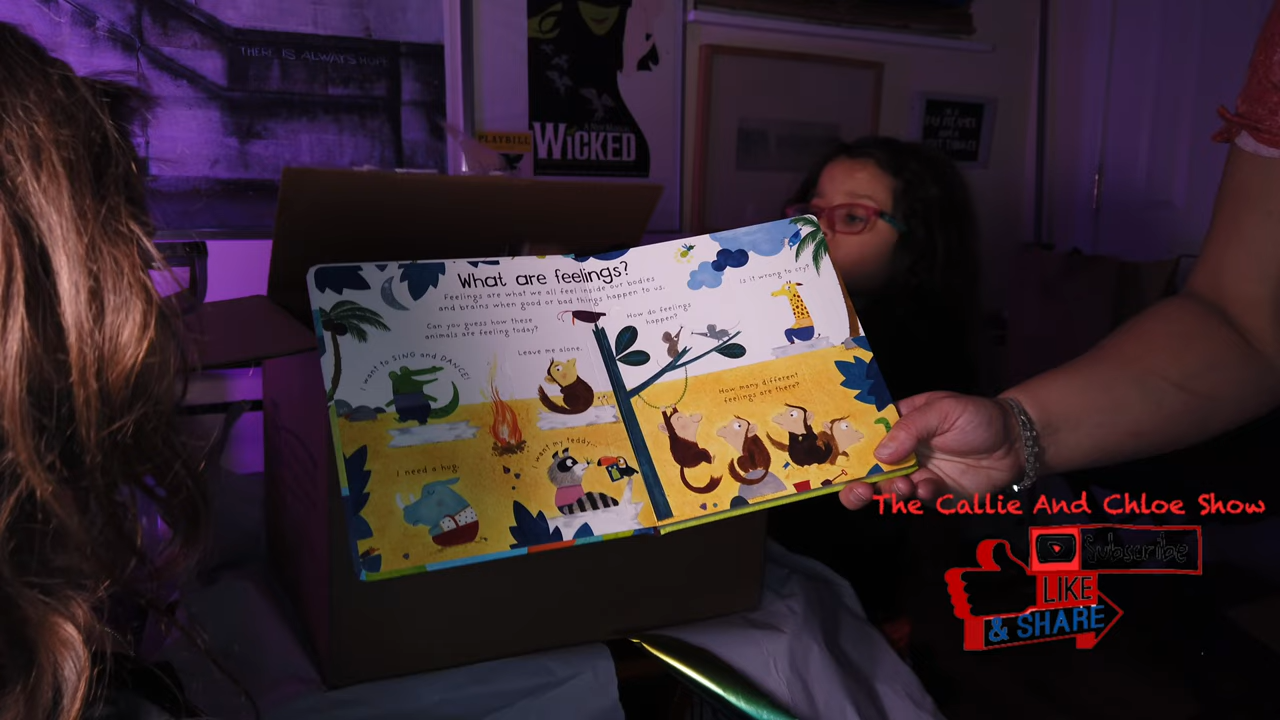 THERE IS ALWAYS HOPE
PLAYBILL
WICKED
What are feelings?
Feelings are what we all feel inside our bodies
and brains when good or bad things happen to us.
Can you guess how these
animals are feeling today?
I want to SING and DANCE!
Leave me alone.
I need a hug.
I want my teddy...
How do feelings
happen?
Is it wrong to cry?
How many different
feelings are there?
The Callie And Chloe Show
Subscribe
LIKE
& SHARE